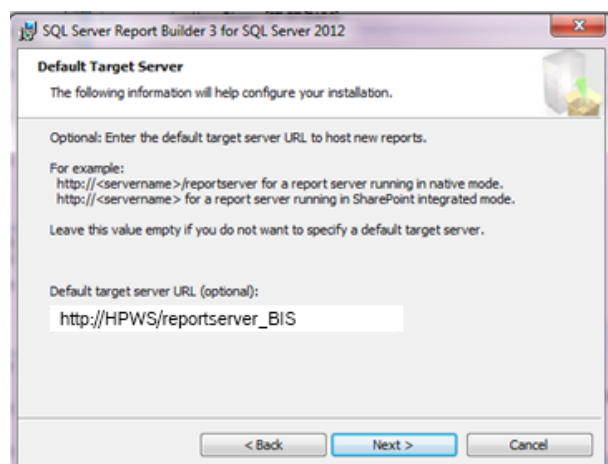 SQL Server Report Builder 3 for SQL Server 2012
Default Target Server
The following information will help configure your installation.
Optional: Enter the default target server URL to host new reports.
For example:
http://<servername>/reportserver for a report server running in native mode.
http://<servername> for a report server running in SharePoint integrated mode.
Leave this value empty if you do not want to specify a default target server.
Default target server URL (optional):
http://HPWS/reportserver_BIS
< Back Next > Cancel